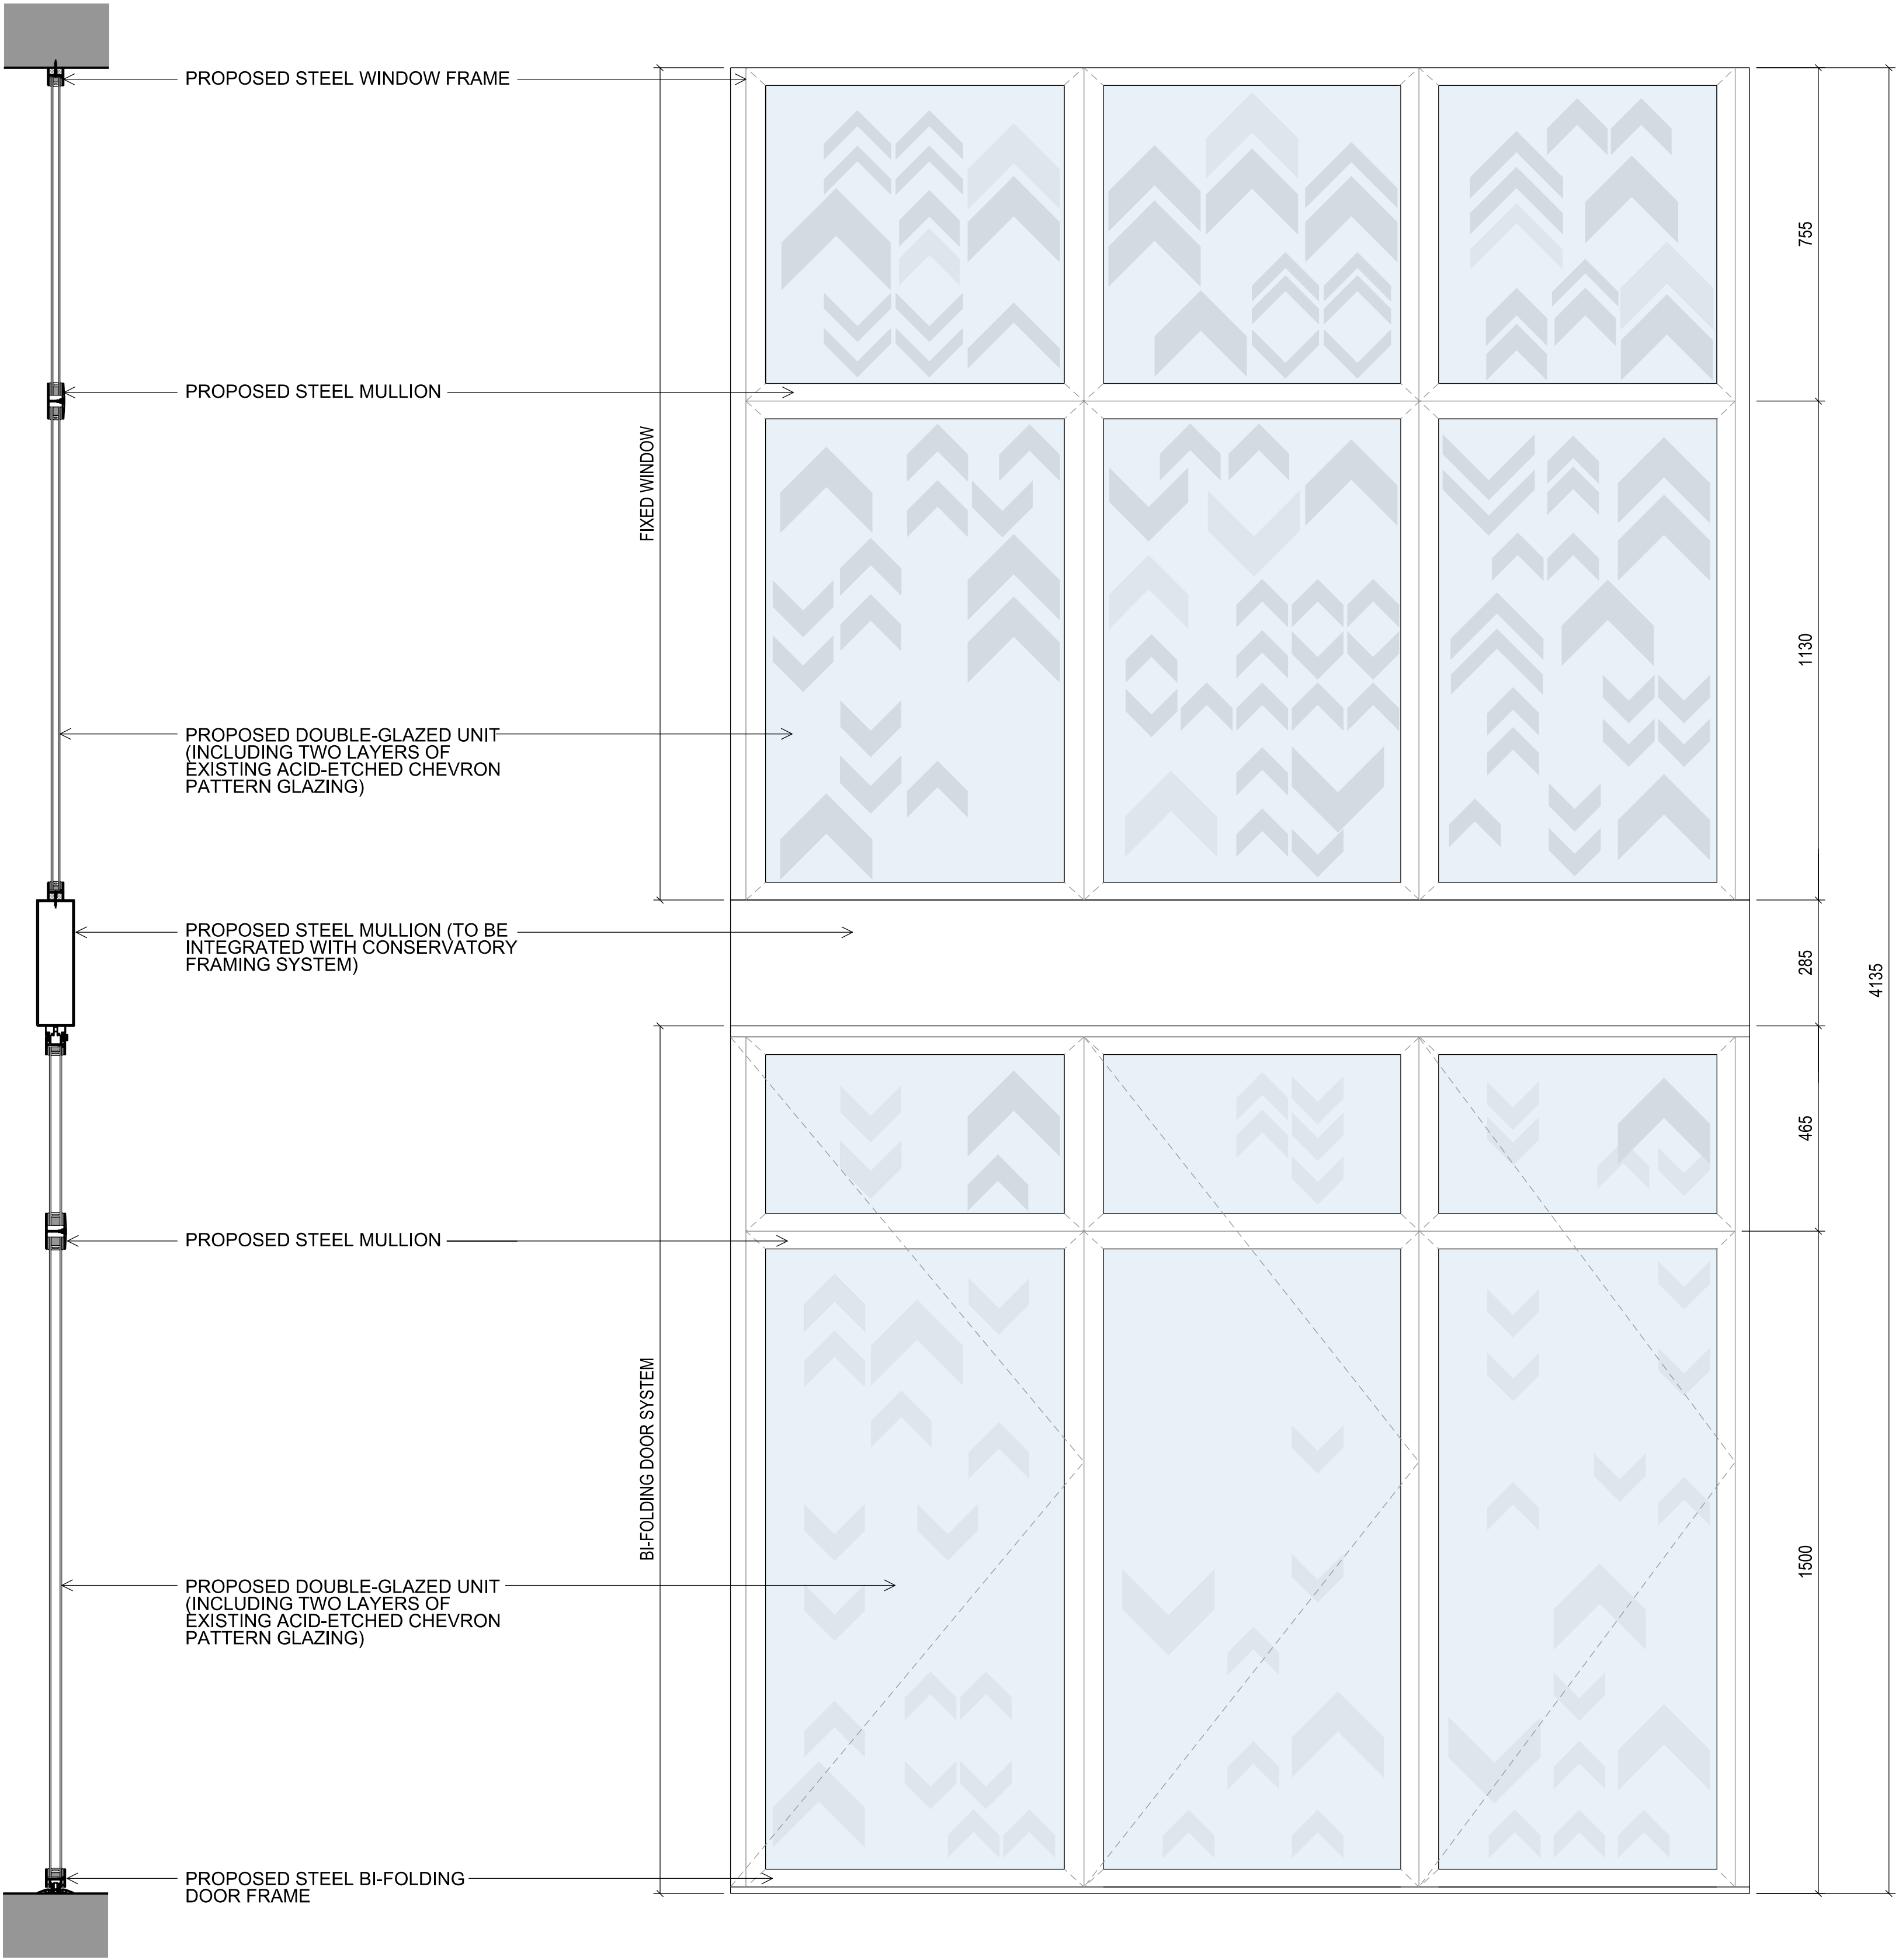 PROPOSED STEEL WINDOW FRAME
755
PROPOSED STEEL MULLION
FIXED WINDOW
1130
PROPOSED DOUBLE-GLAZED UNIT
(INCLUDING TWO LAYERS OF
EXISTING ACID-ETCHED CHEVRON
PATTERN GLAZING)
PROPOSED STEEL MULLION (TO BE
INTEGRATED WITH CONSERVATORY
FRAMING SYSTEM)
285
4135
465
PROPOSED STEEL MULLION
BI-FOLDING DOOR SYSTEM
1500
PROPOSED DOUBLE-GLAZED UNIT
(INCLUDING TWO LAYERS OF
EXISTING ACID-ETCHED CHEVRON
PATTERN GLAZING)
PROPOSED STEEL BI-FOLDING
DOOR FRAME